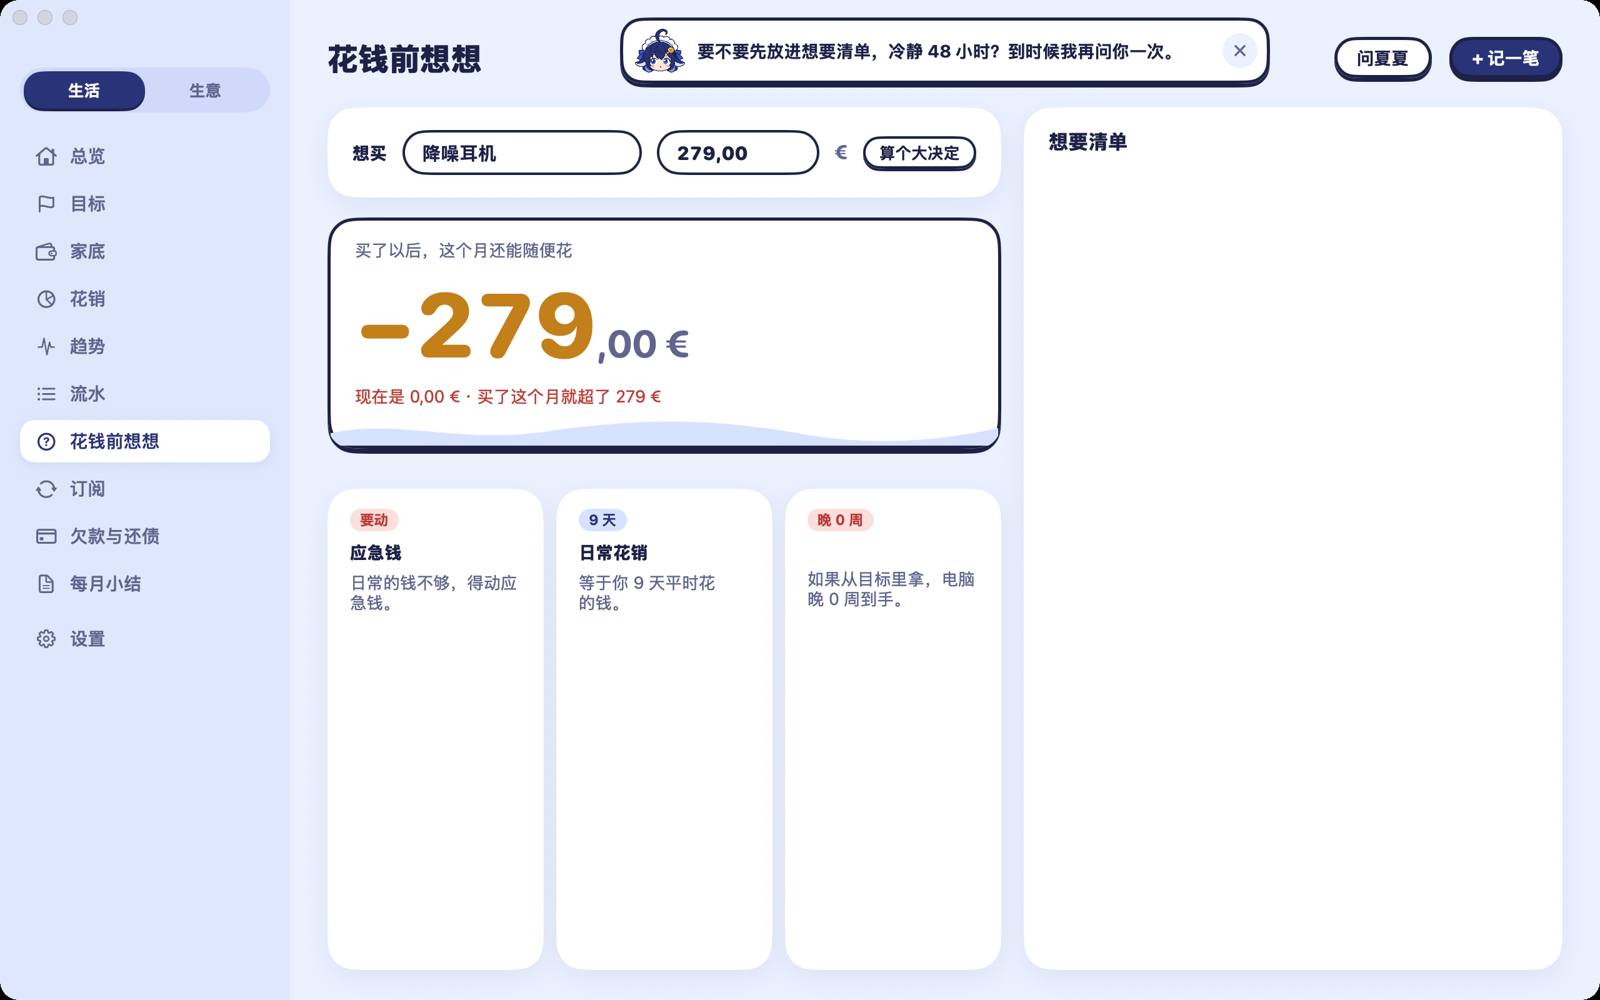 生活
生意
总览
目标
家底
花销
趋势
流水
花钱前想想
订阅
欠款与还债
每月小结
设置
花钱前想想
要不要先放进想要清单，冷静 48 小时？到时候我再问你一次。
问夏夏
+ 记一笔
想买
降噪耳机
279,00
€
算个大决定
买了以后，这个月还能随便花
−279,00 €
现在是 0,00 € · 买了这个月就超了 279 €
要动
应急钱
日常的钱不够，得动应
急钱。
9 天
日常花销
等于你 9 天平时花
的钱。
晚 0 周
如果从目标里拿，电脑
晚 0 周到手。
想要清单